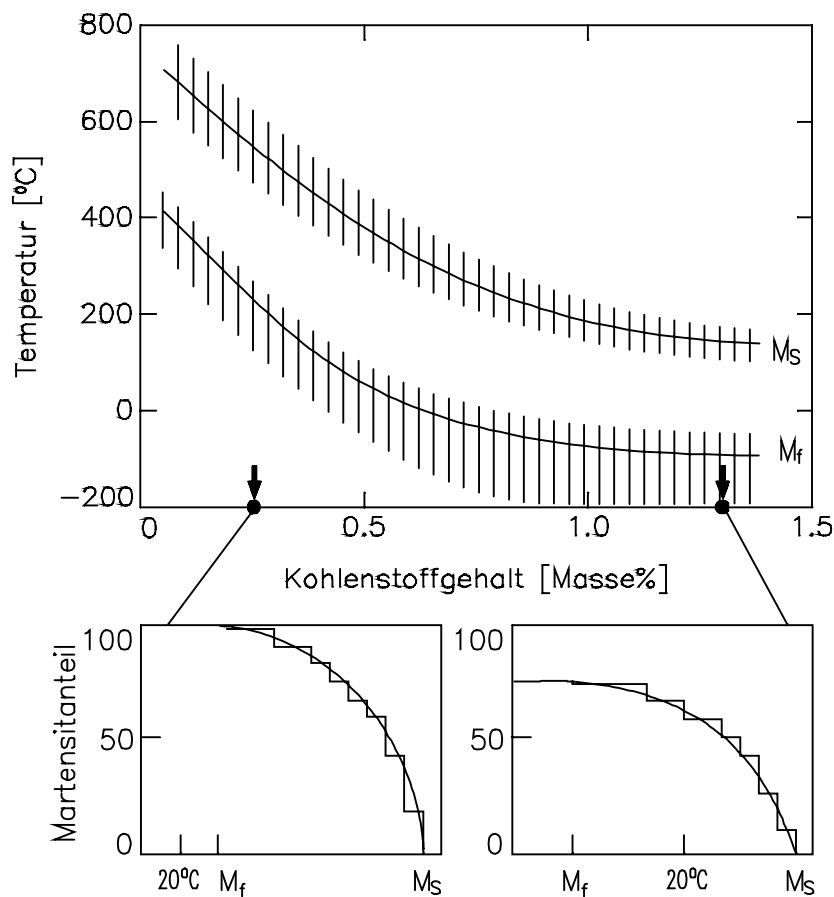 800
600
400
200
0
-200
Temperatur [°C]
M_S
M_f
0 0.5 1.0 1.5
Kohlenstoffgehalt [Masse%]
Martensitanteil
100
50
0
20°C M_f M_S
100
50
0
M_f 20°C M_S